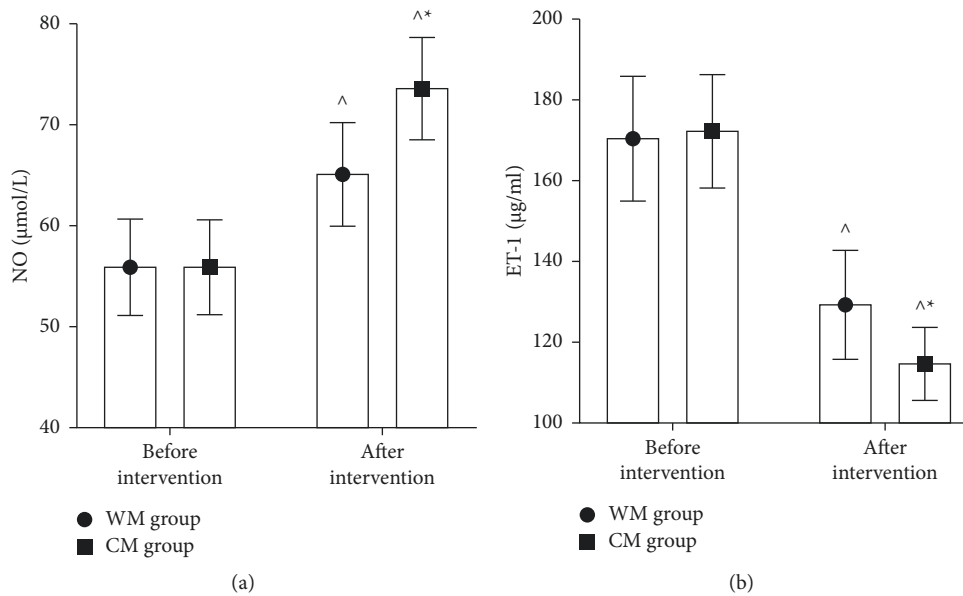 80
70
60
50
40
NO (μmol/L)
^
^*
Before
intervention
After
intervention
WM group
CM group
(a)
200
180
160
140
120
100
ET-1 (μg/ml)
^
^*
Before
intervention
After
intervention
WM group
CM group
(b)